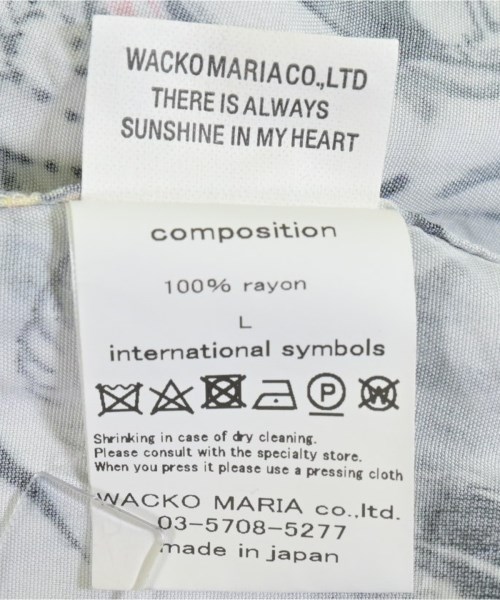 WACKO MARIA CO.,LTD
THERE IS ALWAYS
SUNSHINE IN MY HEART
composition
100% rayon
L
international symbols
P W
Shrinking in case of dry cleaning.
Please consult with the specialty store.
When you press it please use a pressing cloth
WACKO MARIA co.,ltd.
03-5708-5277
made in japan